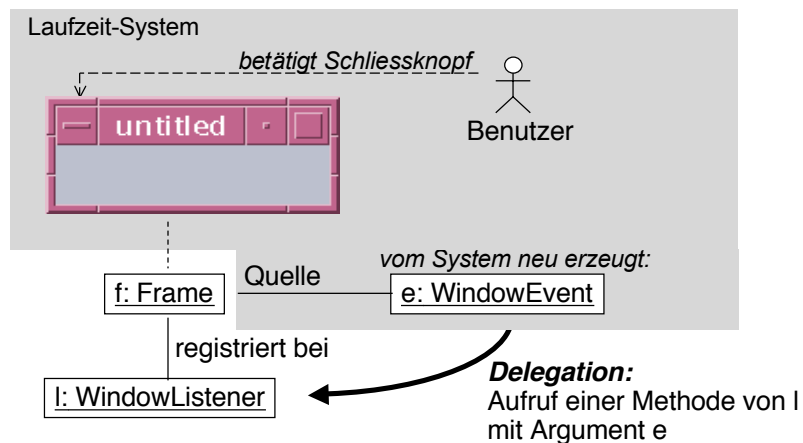 Laufzeit-System
betätigt Schliessknopf
untitled
Benutzer
vom System neu erzeugt:
f: Frame
Quelle
e: WindowEvent
registriert bei
l: WindowListener
Delegation:
Aufruf einer Methode von l
mit Argument e